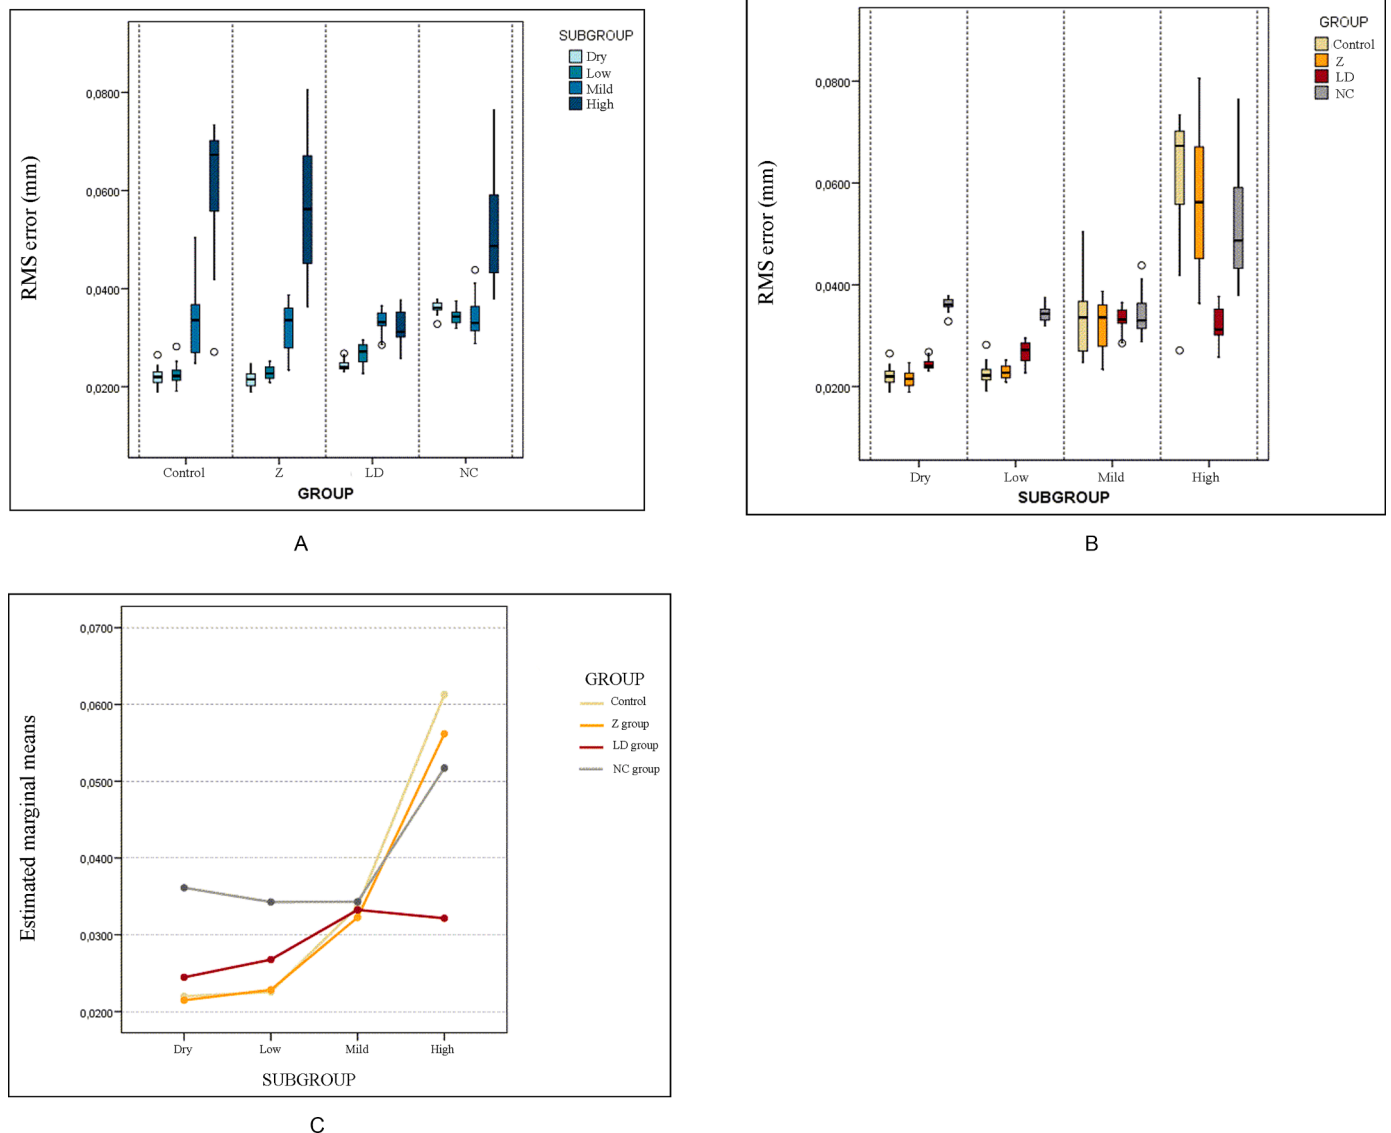 SUBGROUP
Dry
Low
Mild
High
0,0800
0,0600
0,0400
0,0200
RMS error (mm)
Control Z LD NC
GROUP
A
GROUP
Control
Z
LD
NC
0,0800
0,0600
0,0400
0,0200
RMS error (mm)
Dry Low Mild High
SUBGROUP
B
0,0700
0,0600
0,0500
0,0400
0,0300
0,0200
Estimated marginal means
GROUP
Control
Z group
LD group
NC group
Dry Low Mild High
SUBGROUP
C